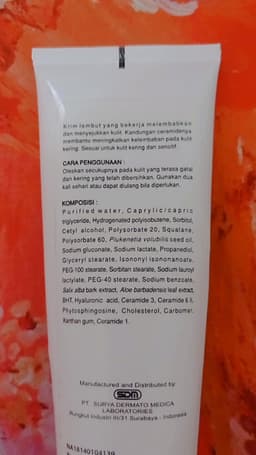 Krim lembut yang bekerja melembabkan
dan menyejukkan kulit. Kandungan ceramidenya
membantu meringankan kelembaban pada kulit
kering. Sesuai untuk kulit kering dan sensitif.
CARA PENGGUNAAN :
Oleskan secukupnya pada kulit yang terasa gatal
dan kering yang telah dibersihkan. Gunakan dua
kali sehari atau dapat diulang bila diperlukan.
KOMPOSISI :
Purified water, Caprylic/capric
triglyceride, Hydrogenated polyisobutene, Sorbitol,
Cetyl alcohol, Polysorbate 20, Squalane,
Polysorbate 60, Plukenetia volubilis seed oil,
Sodium gluconate, Sodium lactate, Propanediol,
Glyceryl stearate, Isononyl isononanoate,
PEG-100 stearate, Sorbitan stearate, Sodium lauroyl
lactylate, PEG-40 stearate, Sodium benzoate,
Salix alba bark extract, Aloe barbadensis leaf extract,
BHT, Hyaluronic acid, Ceramide 3, Ceramide 6 II,
Phytosphingosine, Cholesterol, Carbomer,
Xanthan gum, Ceramide 1.
Manufactured and Distributed by:
SDM
PT. SURYA DERMATO MEDICA
LABORATORIES
Rungkut Industri III/31 Surabaya - Indonesia